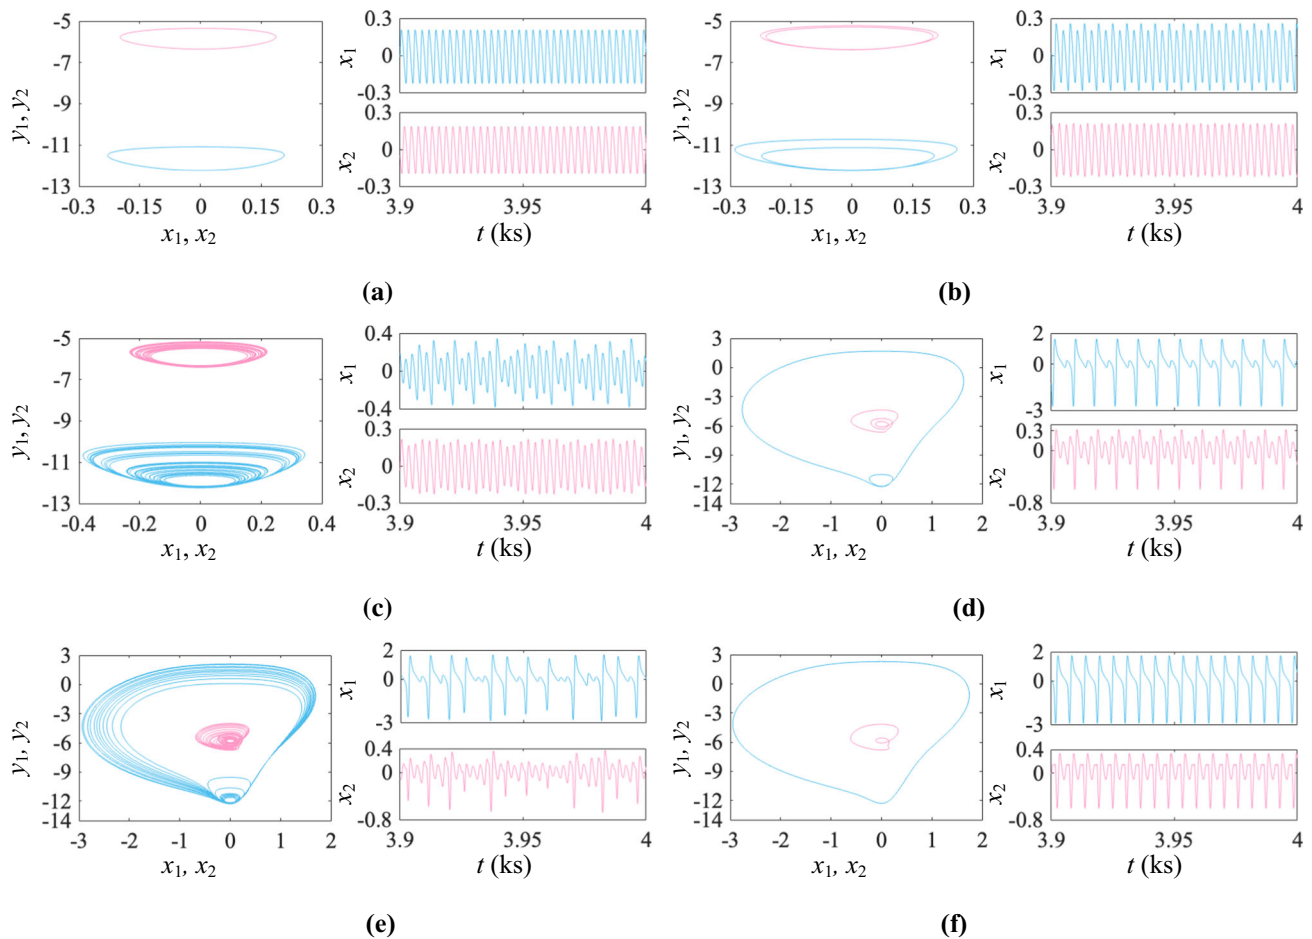 -5
-7
-9
-11
-13
y1, y2
-0.3 -0.15 0 0.15 0.3
x1, x2
0.3
0
-0.3
x1
0.3
0
-0.3
x2
3.9 3.95 4
t (ks)
(a)
-5
-7
-9
-11
-13
y1, y2
-0.3 -0.15 0 0.15 0.3
x1, x2
0.3
0
-0.3
x1
0.3
0
-0.3
x2
3.9 3.95 4
t (ks)
(b)
-5
-7
-9
-11
-13
y1, y2
-0.4 -0.2 0 0.2 0.4
x1, x2
0.4
0
-0.4
x1
0.3
0
-0.3
x2
3.9 3.95 4
t (ks)
(c)
3
0
-3
-6
-9
-12
-14
y1, y2
-3 -2 -1 0 1 2
x1, x2
2
0
-3
x1
0.3
0
-0.8
x2
3.9 3.95 4
t (ks)
(d)
3
0
-3
-6
-9
-12
-14
y1, y2
-3 -2 -1 0 1 2
x1, x2
2
0
-3
x1
0.4
0
-0.8
x2
3.9 3.95 4
t (ks)
(e)
3
0
-3
-6
-9
-12
-14
y1, y2
-3 -2 -1 0 1 2
x1, x2
2
0
-3
x1
0.4
0
-0.8
x2
3.9 3.95 4
t (ks)
(f)